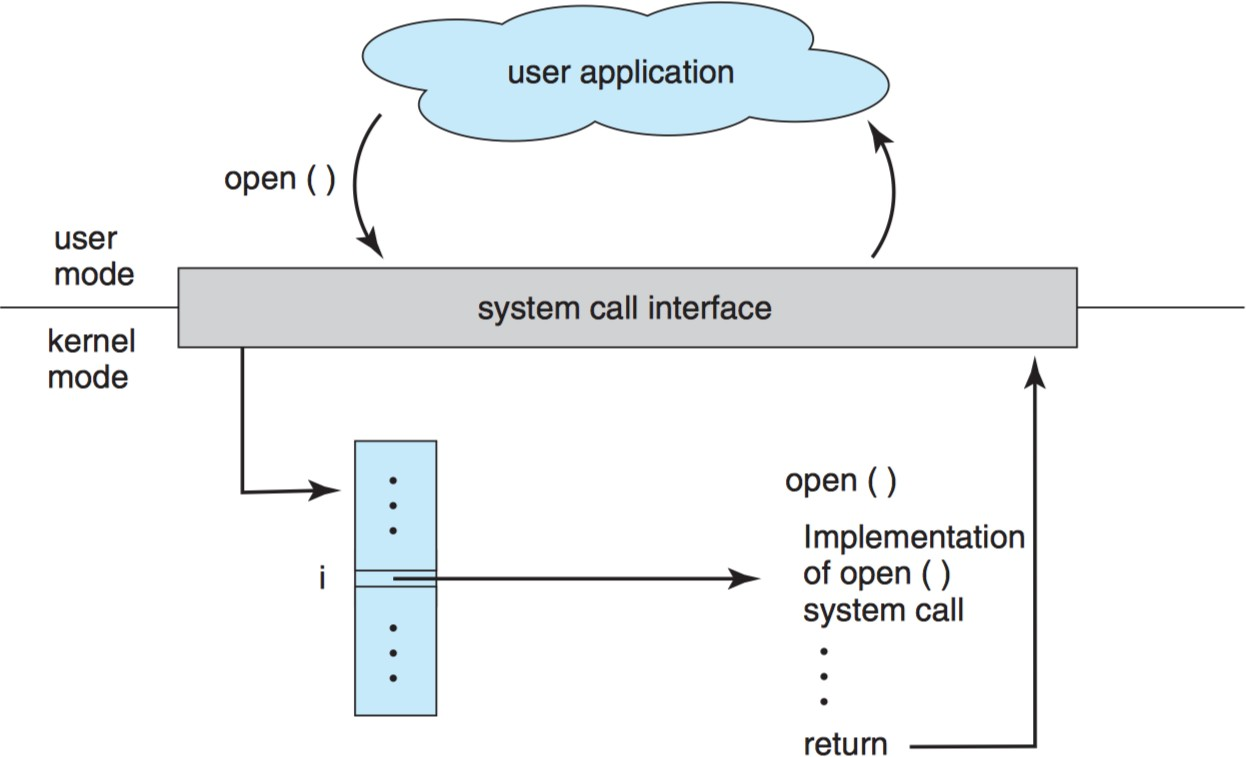 user application
open ( )
user
mode
system call interface
kernel
mode
open ( )
Implementation
of open ( )
system call
i
return